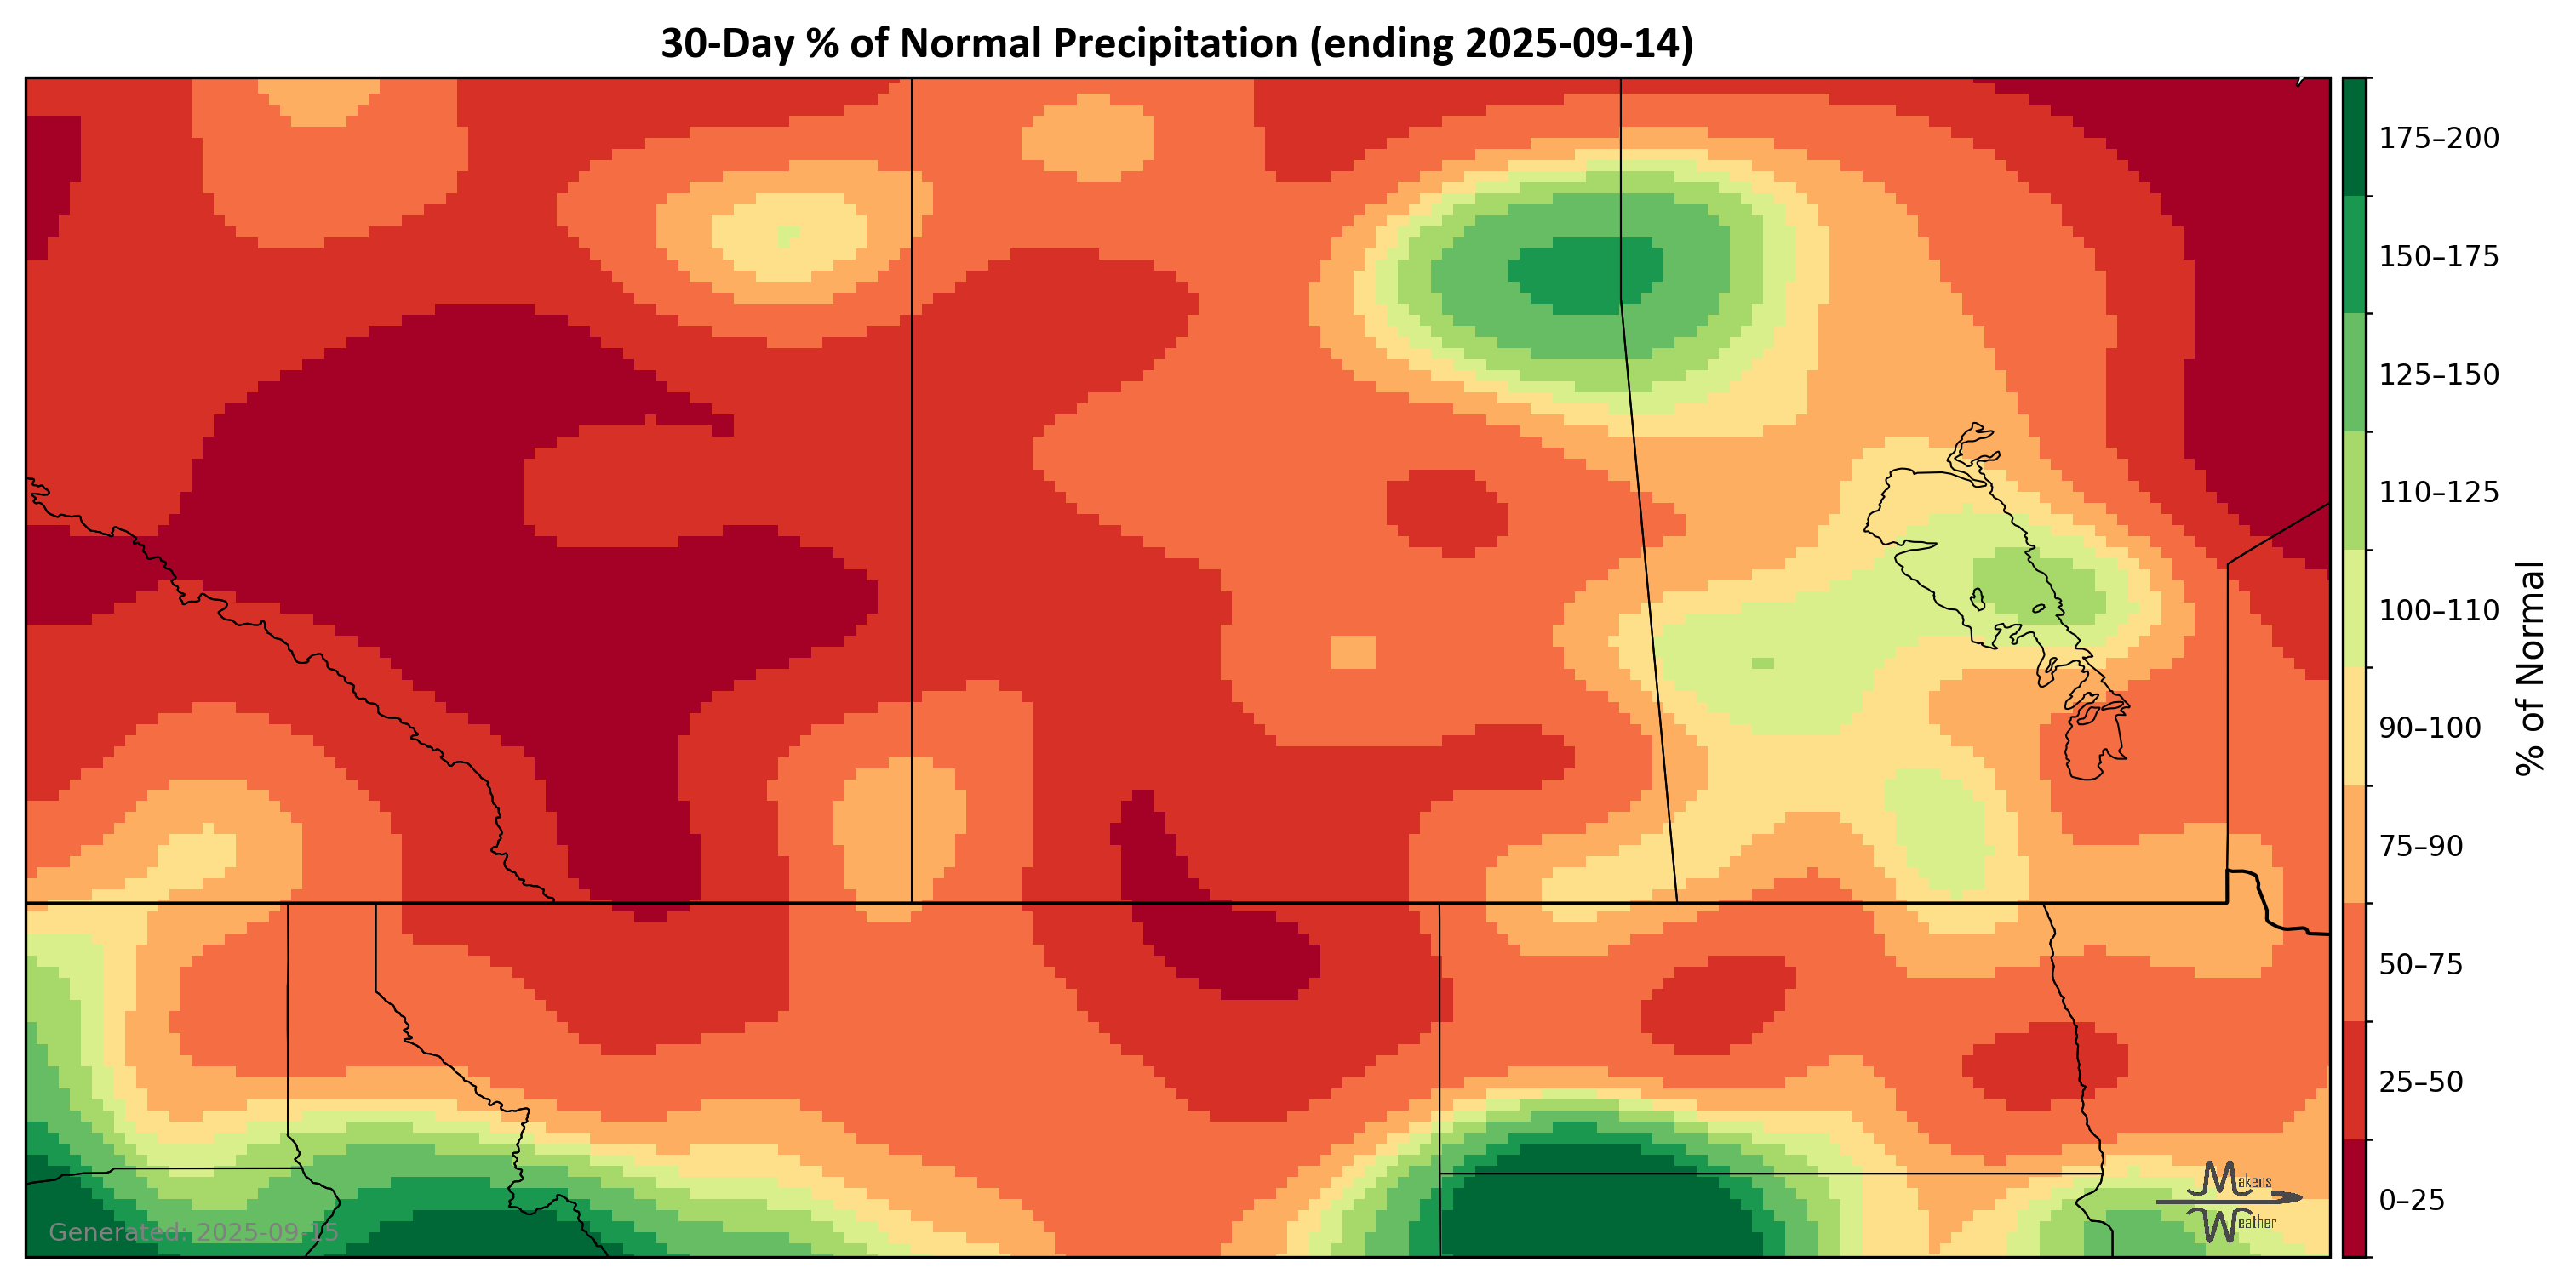 30-Day % of Normal Precipitation (ending 2025-09-14)
175–200
150–175
125–150
110–125
100–110
90–100
75–90
50–75
25–50
0–25
% of Normal
Makens
Weather
Generated: 2025-09-15